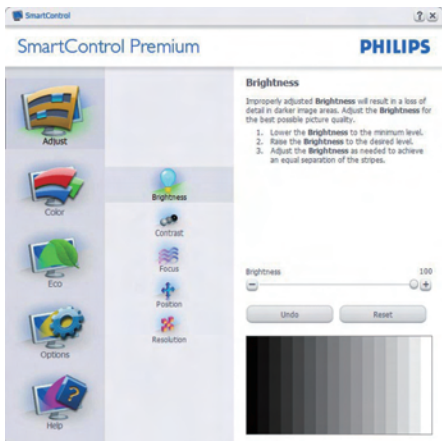 SmartControl
SmartControl Premium
PHILIPS
Adjust
Color
Eco
Options
Help
Brightness
Contrast
Focus
Position
Resolution
Brightness
Improperly adjusted Brightness will result in a loss of
detail in darker image areas. Adjust the Brightness for
the best possible picture quality.
1. Lower the Brightness to the minimum level.
2. Raise the Brightness to the desired level.
3. Adjust the Brightness as needed to achieve
an equal separation of the stripes.
Brightness 100
Undo Reset